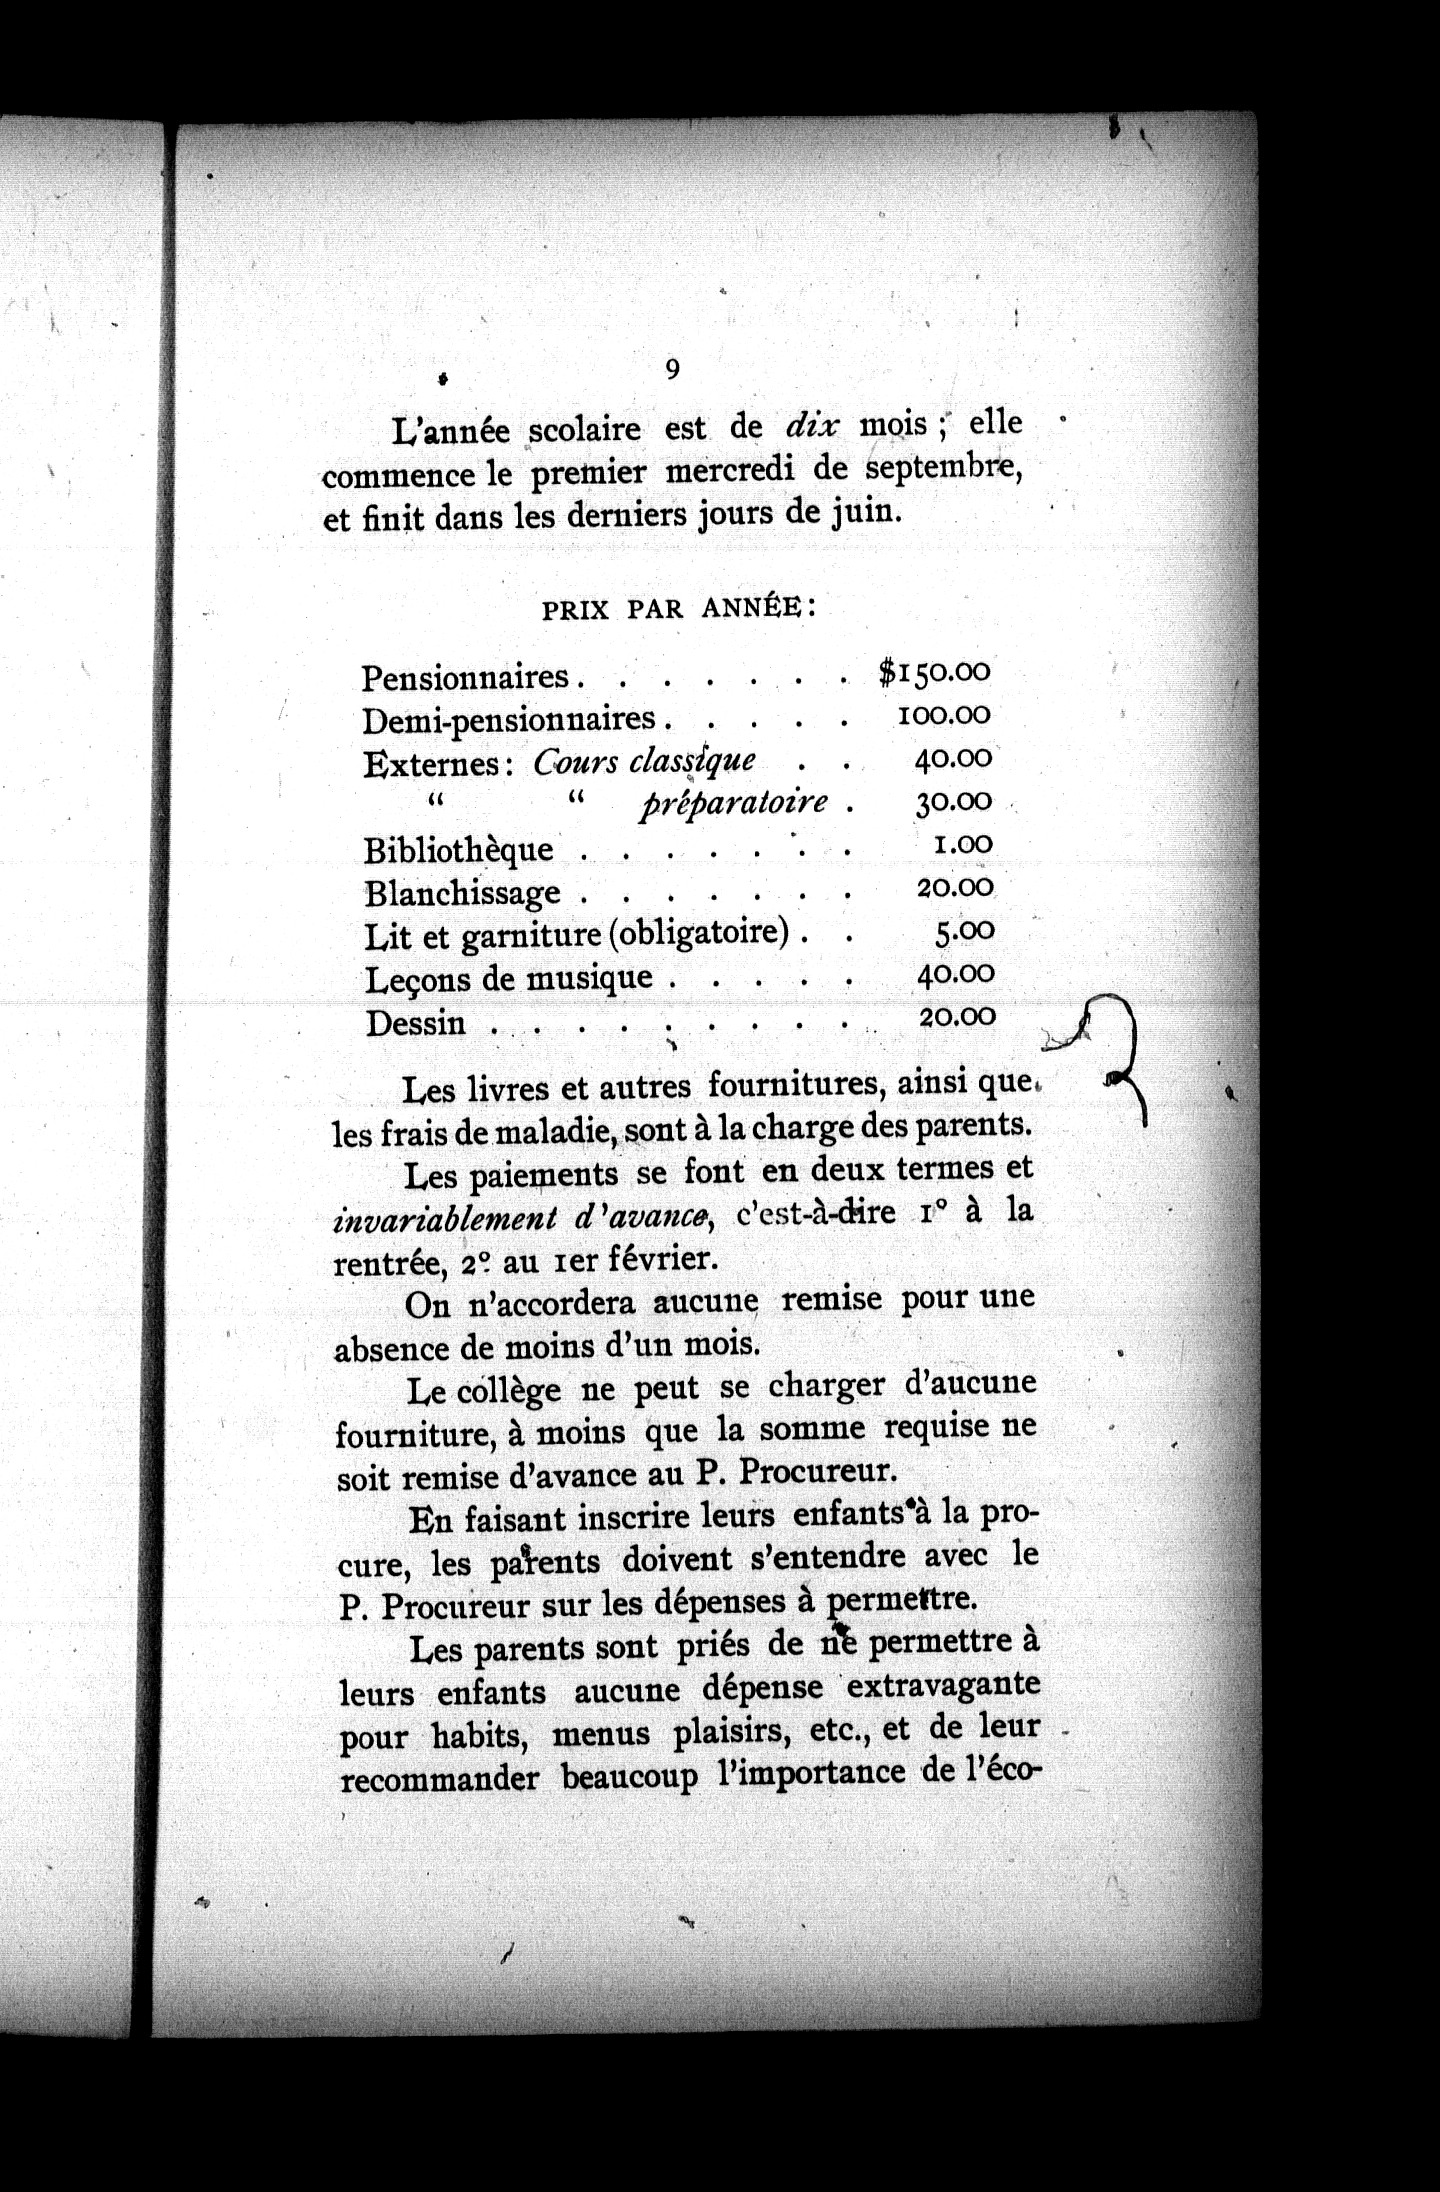 9
L'année scolaire est de dix mois ; elle
commence le premier mercredi de septembre,
et finit dans les derniers jours de juin.
PRIX PAR ANNÉE:
Pensionnaires . . . . . . . $150.00
Demi-pensionnaires . . . . . 100.00
Externes: Cours classique . . 40.00
“ “ préparatoire . 30.00
Bibliothèque . . . . . . . 1.00
Blanchissage . . . . . . . 20.00
Lit et garniture (obligatoire) . . 5.00
Leçons de musique . . . . . 40.00
Dessin . . . . . . . . . 20.00
Les livres et autres fournitures, ainsi que
les frais de maladie, sont à la charge des parents.
Les paiements se font en deux termes et
invariablement d'avance, c'est-à-dire 1° à la
rentrée, 2° au 1er février.
On n'accordera aucune remise pour une
absence de moins d'un mois.
Le collège ne peut se charger d'aucune
fourniture, à moins que la somme requise ne
soit remise d'avance au P. Procureur.
En faisant inscrire leurs enfants à la pro-
cure, les parents doivent s'entendre avec le
P. Procureur sur les dépenses à permettre.
Les parents sont priés de ne permettre à
leurs enfants aucune dépense extravagante
pour habits, menus plaisirs, etc., et de leur
recommander beaucoup l'importance de l'éco-